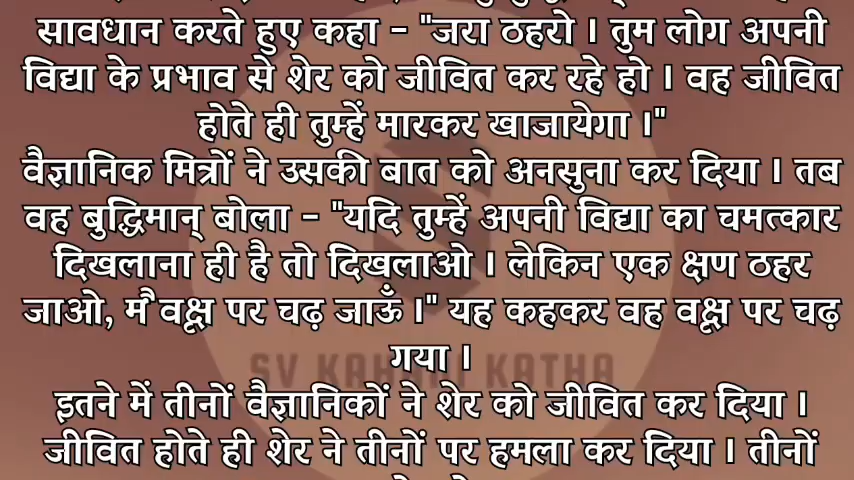 सावधान करते हुए कहा - "जरा ठहरो । तुम लोग अपनी
विद्या के प्रभाव से शेर को जीवित कर रहे हो । वह जीवित
होते ही तुम्हें मारकर खाजायेगा ।"
वैज्ञानिक मित्रों ने उसकी बात को अनसुना कर दिया । तब
वह बुद्धिमान् बोला - "यदि तुम्हें अपनी विद्या का चमत्कार
दिखलाना ही है तो दिखलाओ । लेकिन एक क्षण ठहर
जाओ, मैं वृक्ष पर चढ़ जाऊँ ।" यह कहकर वह वृक्ष पर चढ़
गया ।
SV KAHANI KATHA
इतने में तीनों वैज्ञानिकों ने शेर को जीवित कर दिया ।
जीवित होते ही शेर ने तीनों पर हमला कर दिया । तीनों